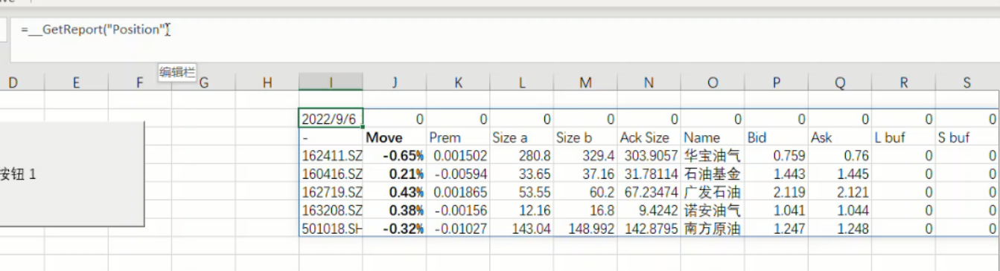 =__GetReport("Position")
编辑栏
D E F G H I J K L M N O P Q R S
2022/9/6 0 0 0 0 0 0 0 0 0 0
- Move Prem Size a Size b Ack Size Name Bid Ask L buf S buf
162411.SZ -0.65% 0.001502 280.8 329.4 303.9057 华宝油气 0.759 0.76 0 0
160416.SZ 0.21% -0.00594 33.65 37.16 31.78114 石油基金 1.443 1.445 0 0
按钮 1
162719.SZ 0.43% 0.001865 53.55 60.2 67.23474 广发石油 2.119 2.121 0 0
163208.SZ 0.38% -0.00156 12.16 16.8 9.4242 诺安油气 1.041 1.044 0 0
501018.SH -0.32% -0.01027 143.04 148.992 142.8795 南方原油 1.247 1.248 0 0